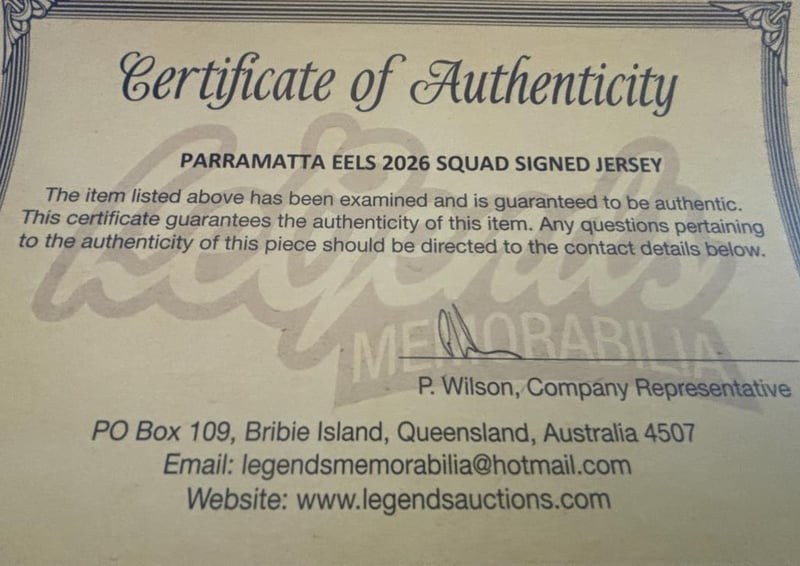 Certificate of Authenticity
PARRAMATTA EELS 2026 SQUAD SIGNED JERSEY
The item listed above has been examined and is guaranteed to be authentic.
This certificate guarantees the authenticity of this item. Any questions pertaining
to the authenticity of this piece should be directed to the contact details below.
Legends
MEMORABILIA
P. Wilson, Company Representative
PO Box 109, Bribie Island, Queensland, Australia 4507
Email: legendsmemorabilia@hotmail.com
Website: www.legendsauctions.com